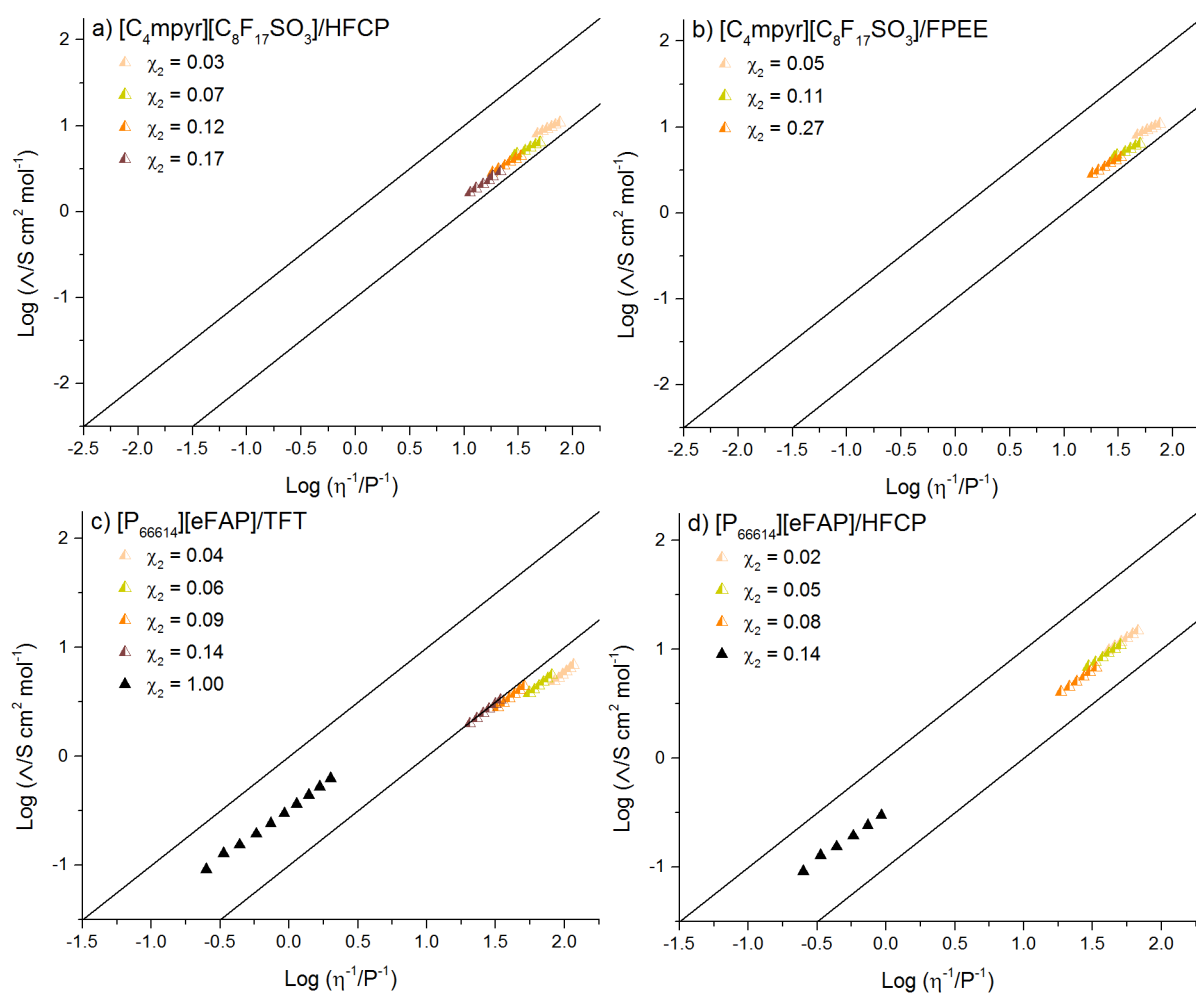 a) [C₄mpyr][C₈F₁₇SO₃]/HFCP
χ₂ = 0.03
χ₂ = 0.07
χ₂ = 0.12
χ₂ = 0.17
2
1
0
-1
-2
Log (Λ/S cm² mol⁻¹)
-2.5 -2.0 -1.5 -1.0 -0.5 0.0 0.5 1.0 1.5 2.0
Log (η⁻¹/P⁻¹)
b) [C₄mpyr][C₈F₁₇SO₃]/FPEE
χ₂ = 0.05
χ₂ = 0.11
χ₂ = 0.27
2
1
0
-1
-2
Log (Λ/S cm² mol⁻¹)
-2.5 -2.0 -1.5 -1.0 -0.5 0.0 0.5 1.0 1.5 2.0
Log (η⁻¹/P⁻¹)
c) [P₆₆₆₁₄][eFAP]/TFT
χ₂ = 0.04
χ₂ = 0.06
χ₂ = 0.09
χ₂ = 0.14
χ₂ = 1.00
2
1
0
-1
Log (Λ/S cm² mol⁻¹)
-1.5 -1.0 -0.5 0.0 0.5 1.0 1.5 2.0
Log (η⁻¹/P⁻¹)
d) [P₆₆₆₁₄][eFAP]/HFCP
χ₂ = 0.02
χ₂ = 0.05
χ₂ = 0.08
χ₂ = 0.14
2
1
0
-1
Log (Λ/S cm² mol⁻¹)
-1.5 -1.0 -0.5 0.0 0.5 1.0 1.5 2.0
Log (η⁻¹/P⁻¹)